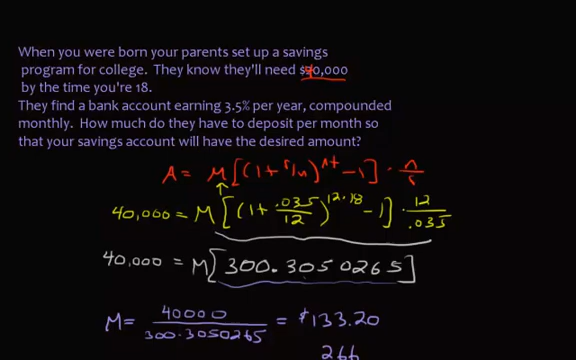 When you were born your parents set up a savings
program for college. They know they'll need $40,000
by the time you're 18.
They find a bank account earning 3.5% per year, compounded
monthly. How much do they have to deposit per month so
that your savings account will have the desired amount?
A = M[(1+r/n)^nt -1] · n/r
40,000 = M[(1+ .035/12)^12·18 -1] · 12/.035
40,000 = M[300.3050265]
M = 40000/300.3050265 = $133.20
266